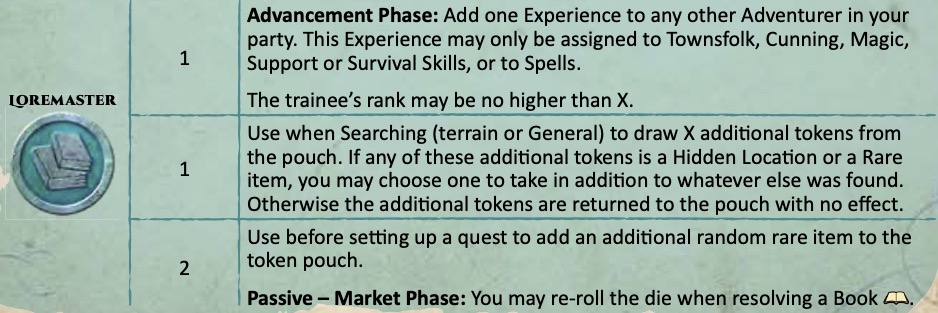 Advancement Phase: Add one Experience to any other Adventurer in your
party. This Experience may only be assigned to Townsfolk, Cunning, Magic,
1
Support or Survival Skills, or to Spells.
The trainee's rank may be no higher than X.
LOREMASTER
Use when Searching (terrain or General) to draw X additional tokens from
the pouch. If any of these additional tokens is a Hidden Location or a Rare
1
item, you may choose one to take in addition to whatever else was found.
Otherwise the additional tokens are returned to the pouch with no effect.
Use before setting up a quest to add an additional random rare item to the
token pouch.
2
Passive – Market Phase: You may re-roll the die when resolving a Book.